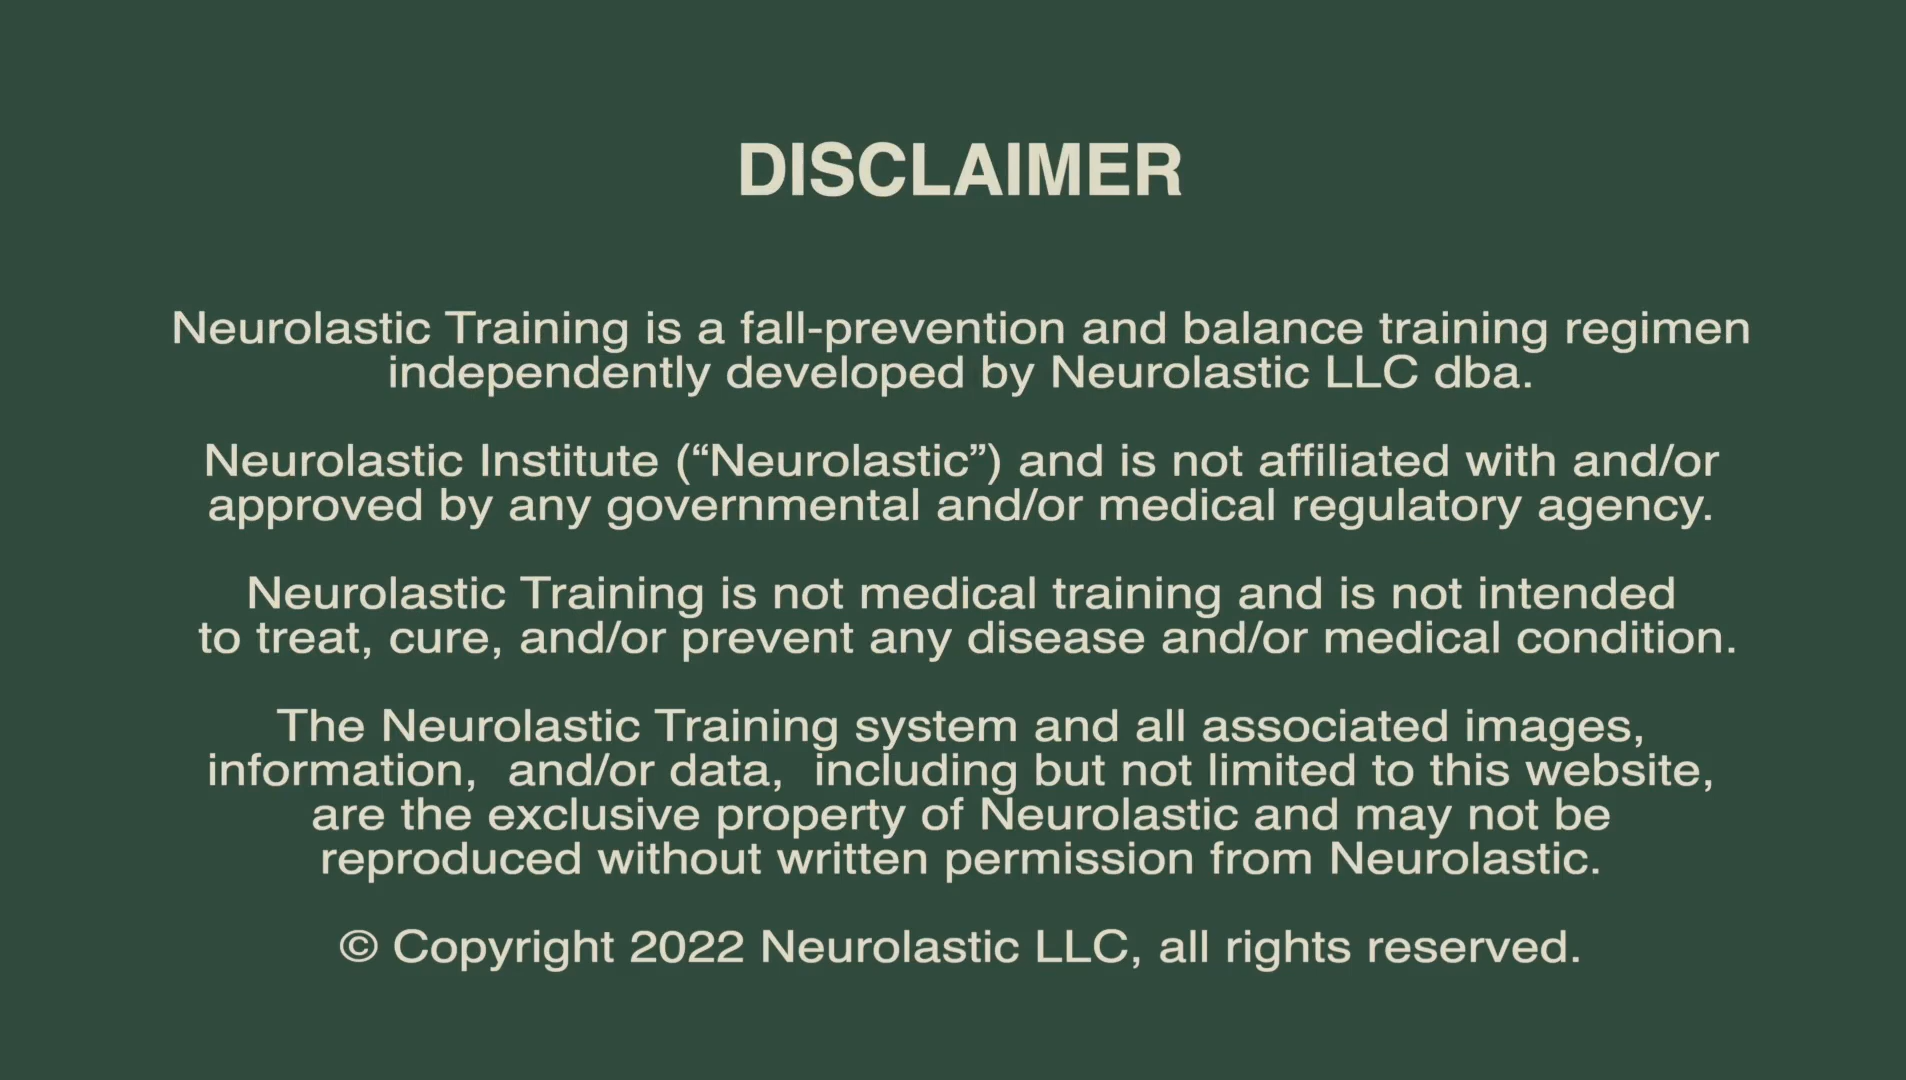 DISCLAIMER
Neurolastic Training is a fall-prevention and balance training regimen
independently developed by Neurolastic LLC dba.
Neurolastic Institute (“Neurolastic”) and is not affiliated with and/or
approved by any governmental and/or medical regulatory agency.
Neurolastic Training is not medical training and is not intended
to treat, cure, and/or prevent any disease and/or medical condition.
The Neurolastic Training system and all associated images,
information,  and/or data,  including but not limited to this website,
are the exclusive property of Neurolastic and may not be
reproduced without written permission from Neurolastic.
© Copyright 2022 Neurolastic LLC, all rights reserved.